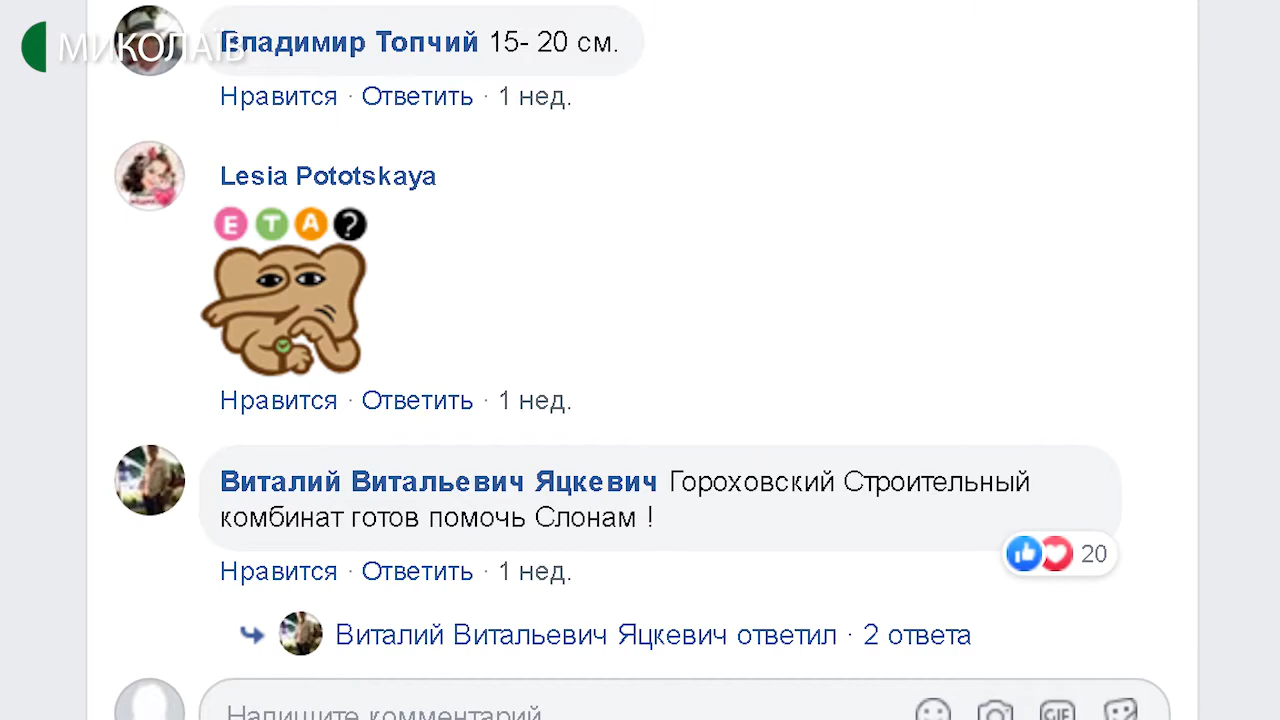 МИКОЛАЇВ
Владимир Топчий 15- 20 см.
Нравится · Ответить · 1 нед.
Lesia Pototskaya
E T A ?
Нравится · Ответить · 1 нед.
Виталий Витальевич Яцкевич Гороховский Строительный
комбинат готов помочь Слонам !
20
Нравится · Ответить · 1 нед.
Виталий Витальевич Яцкевич ответил · 2 ответа
Напишите комментарий
GIF